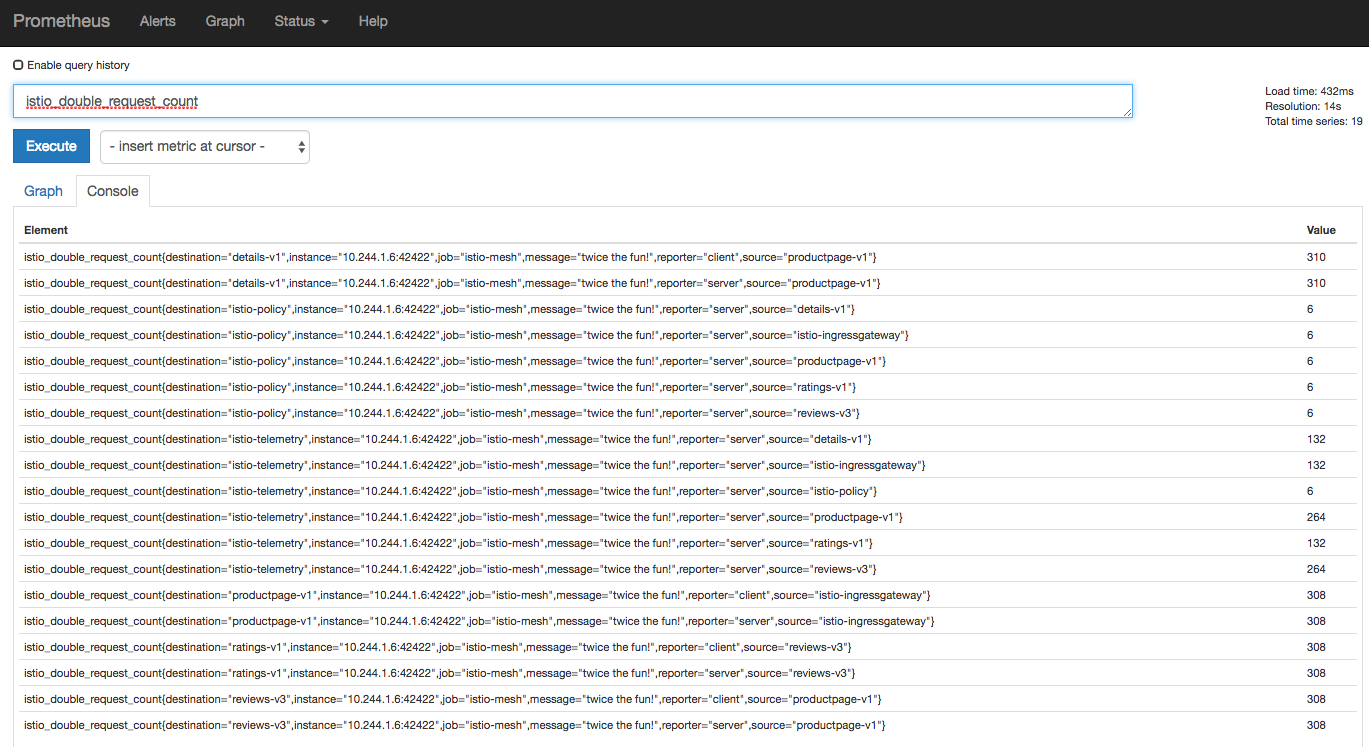 Prometheus Alerts Graph Status Help
Enable query history
istio_double_request_count
Load time: 432ms
Resolution: 14s
Total time series: 19
Execute - insert metric at cursor -
Graph Console
Element Value
istio_double_request_count{destination="details-v1",instance="10.244.1.6:42422",job="istio-mesh",message="twice the fun!",reporter="client",source="productpage-v1"} 310
istio_double_request_count{destination="details-v1",instance="10.244.1.6:42422",job="istio-mesh",message="twice the fun!",reporter="server",source="productpage-v1"} 310
istio_double_request_count{destination="istio-policy",instance="10.244.1.6:42422",job="istio-mesh",message="twice the fun!",reporter="server",source="details-v1"} 6
istio_double_request_count{destination="istio-policy",instance="10.244.1.6:42422",job="istio-mesh",message="twice the fun!",reporter="server",source="istio-ingressgateway"} 6
istio_double_request_count{destination="istio-policy",instance="10.244.1.6:42422",job="istio-mesh",message="twice the fun!",reporter="server",source="productpage-v1"} 6
istio_double_request_count{destination="istio-policy",instance="10.244.1.6:42422",job="istio-mesh",message="twice the fun!",reporter="server",source="ratings-v1"} 6
istio_double_request_count{destination="istio-policy",instance="10.244.1.6:42422",job="istio-mesh",message="twice the fun!",reporter="server",source="reviews-v3"} 6
istio_double_request_count{destination="istio-telemetry",instance="10.244.1.6:42422",job="istio-mesh",message="twice the fun!",reporter="server",source="details-v1"} 132
istio_double_request_count{destination="istio-telemetry",instance="10.244.1.6:42422",job="istio-mesh",message="twice the fun!",reporter="server",source="istio-ingressgateway"} 132
istio_double_request_count{destination="istio-telemetry",instance="10.244.1.6:42422",job="istio-mesh",message="twice the fun!",reporter="server",source="istio-policy"} 6
istio_double_request_count{destination="istio-telemetry",instance="10.244.1.6:42422",job="istio-mesh",message="twice the fun!",reporter="server",source="productpage-v1"} 264
istio_double_request_count{destination="istio-telemetry",instance="10.244.1.6:42422",job="istio-mesh",message="twice the fun!",reporter="server",source="ratings-v1"} 132
istio_double_request_count{destination="istio-telemetry",instance="10.244.1.6:42422",job="istio-mesh",message="twice the fun!",reporter="server",source="reviews-v3"} 264
istio_double_request_count{destination="productpage-v1",instance="10.244.1.6:42422",job="istio-mesh",message="twice the fun!",reporter="client",source="istio-ingressgateway"} 308
istio_double_request_count{destination="productpage-v1",instance="10.244.1.6:42422",job="istio-mesh",message="twice the fun!",reporter="server",source="istio-ingressgateway"} 308
istio_double_request_count{destination="ratings-v1",instance="10.244.1.6:42422",job="istio-mesh",message="twice the fun!",reporter="client",source="reviews-v3"} 308
istio_double_request_count{destination="ratings-v1",instance="10.244.1.6:42422",job="istio-mesh",message="twice the fun!",reporter="server",source="reviews-v3"} 308
istio_double_request_count{destination="reviews-v3",instance="10.244.1.6:42422",job="istio-mesh",message="twice the fun!",reporter="client",source="productpage-v1"} 308
istio_double_request_count{destination="reviews-v3",instance="10.244.1.6:42422",job="istio-mesh",message="twice the fun!",reporter="server",source="productpage-v1"} 308